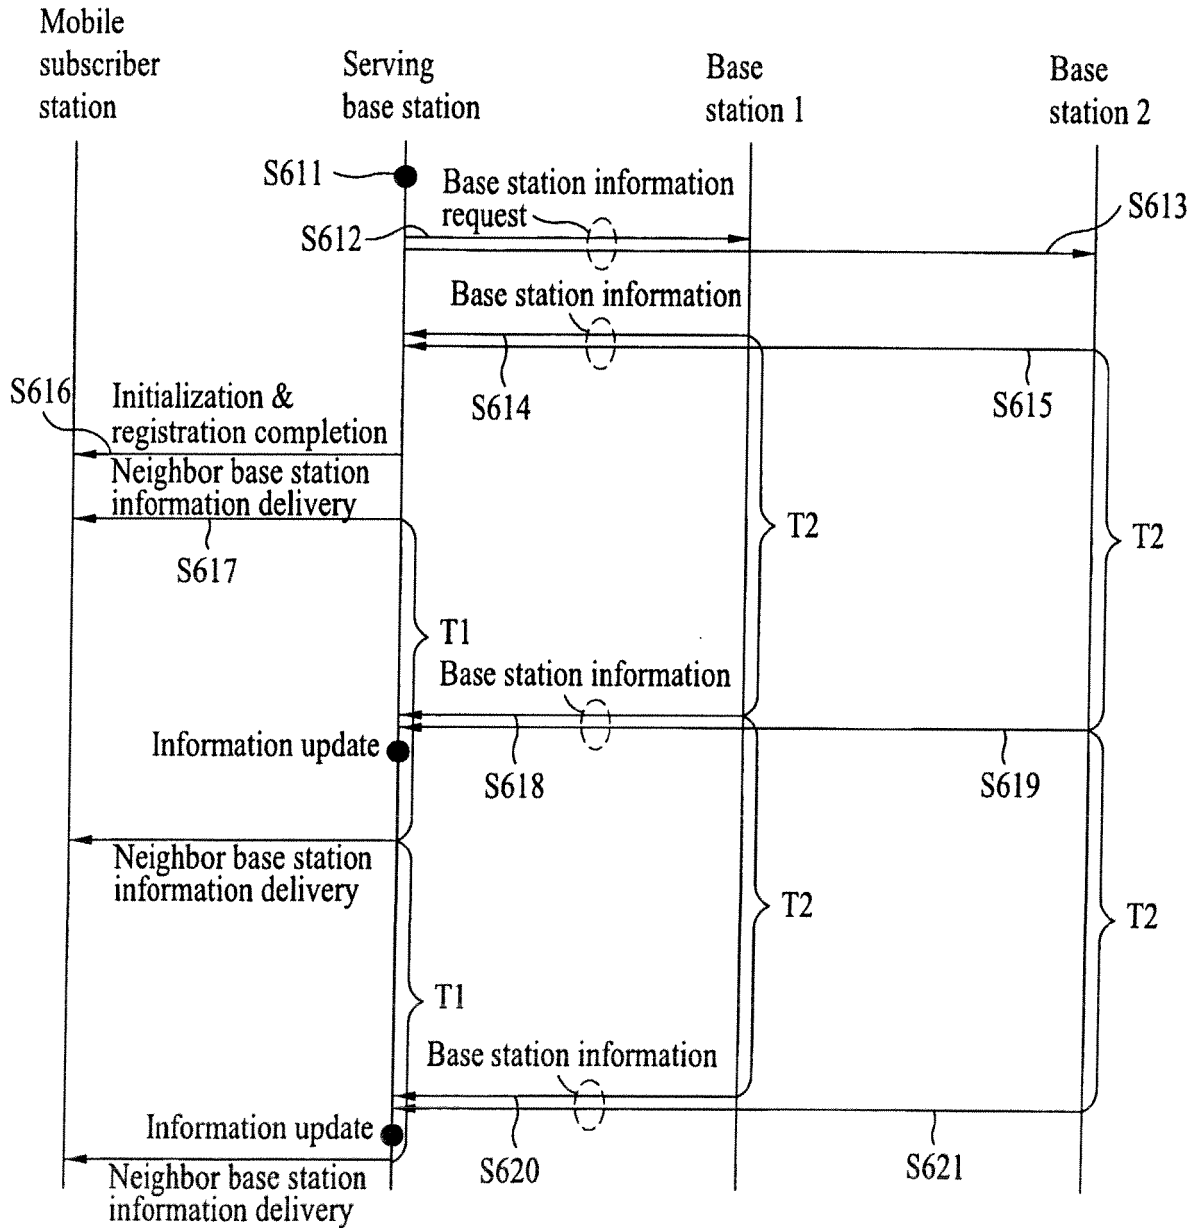 Mobile
subscriber
station
Serving
base station
Base
station 1
Base
station 2
S611
Base station information
request
S612
S613
Base station information
S614
S615
S616
Initialization &
registration completion
Neighbor base station
information delivery
S617
T2
T2
T1
Base station information
Information update
S618
S619
Neighbor base station
information delivery
T2
T2
T1
Base station information
Information update
S620
S621
Neighbor base station
information delivery